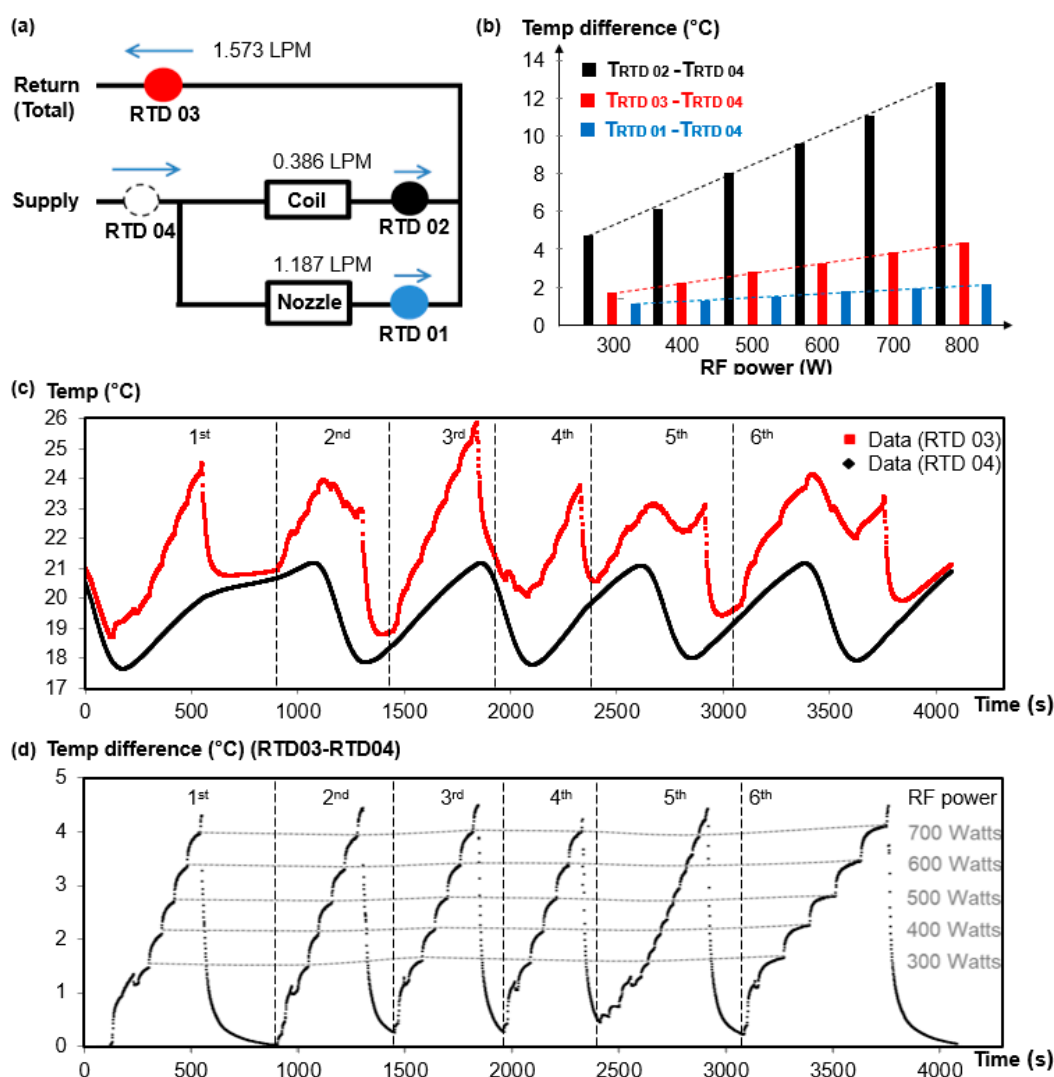 (a)
1.573 LPM
Return
(Total)
RTD 03
0.386 LPM
Supply
Coil
RTD 04
RTD 02
1.187 LPM
Nozzle
RTD 01
(b) Temp difference (°C)
14
12
10
8
6
4
2
0
TRTD 02 -TRTD 04
TRTD 03 -TRTD 04
TRTD 01 -TRTD 04
300 400 500 600 700 800
RF power (W)
(c) Temp (°C)
26
25
24
23
22
21
20
19
18
17
1st 2nd 3rd 4th 5th 6th
Data (RTD 03)
Data (RTD 04)
0 500 1000 1500 2000 2500 3000 3500 4000 Time (s)
(d) Temp difference (°C) (RTD03-RTD04)
5
4
3
2
1
0
1st 2nd 3rd 4th 5th 6th RF power
700 Watts
600 Watts
500 Watts
400 Watts
300 Watts
0 500 1000 1500 2000 2500 3000 3500 4000 Time (s)